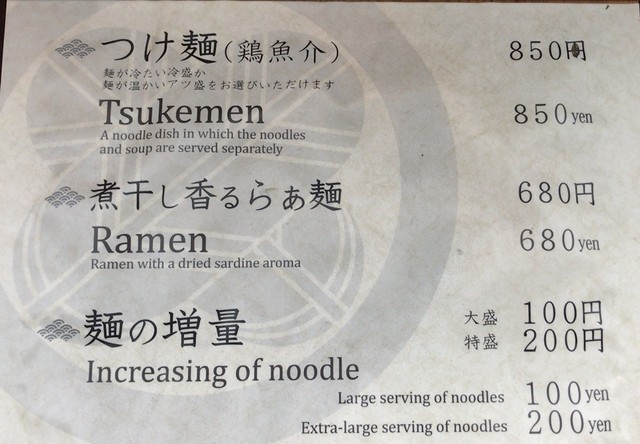 つけ麺(鶏魚介) 850円
麺が冷たい冷盛か
麺が温かいアツ盛をお選びいただけます
Tsukemen 850yen
A noodle dish in which the noodles
and soup are served separately
煮干し香るらぁ麺 680円
Ramen 680yen
Ramen with a dried sardine aroma
麺の増量 大盛 100円
特盛 200円
Increasing of noodle
Large serving of noodles 100yen
Extra-large serving of noodles 200yen